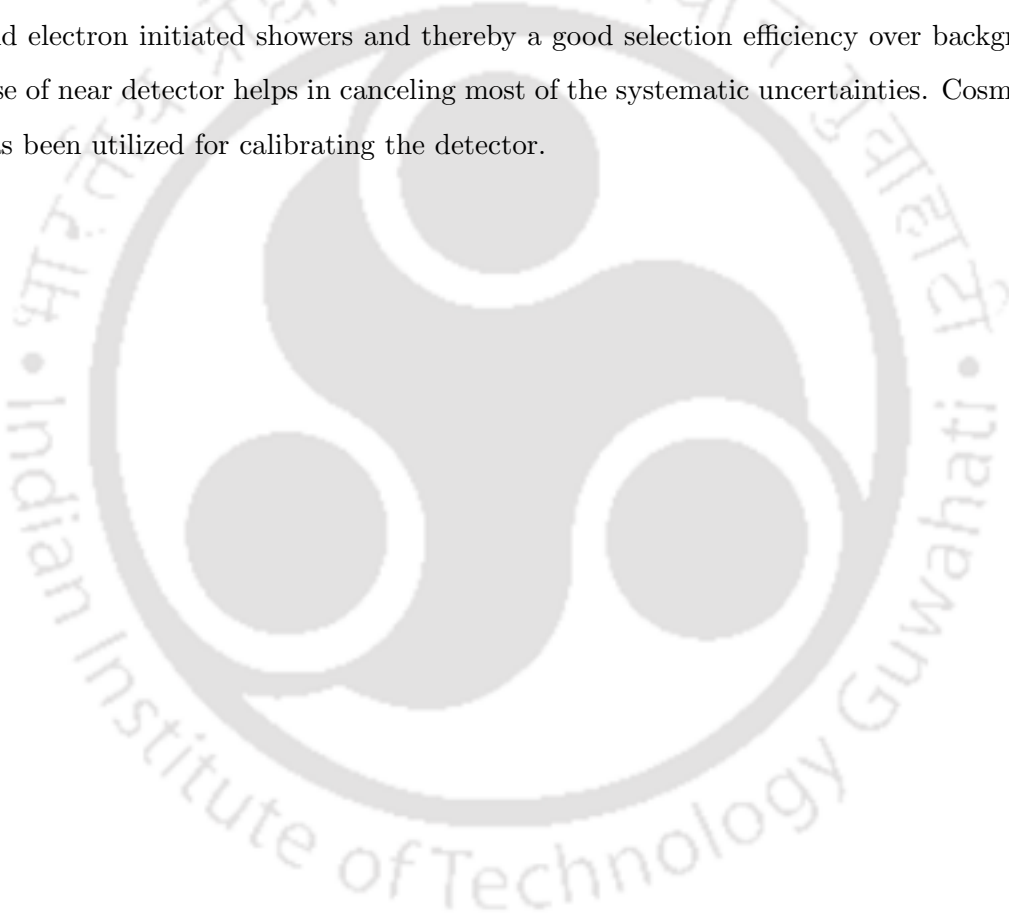 d electron initiated showers and thereby a good selection efficiency over backgr
se of near detector helps in canceling most of the systematic uncertainties. Cosm
s been utilized for calibrating the detector.
Indian Institute of Technology Guwahati